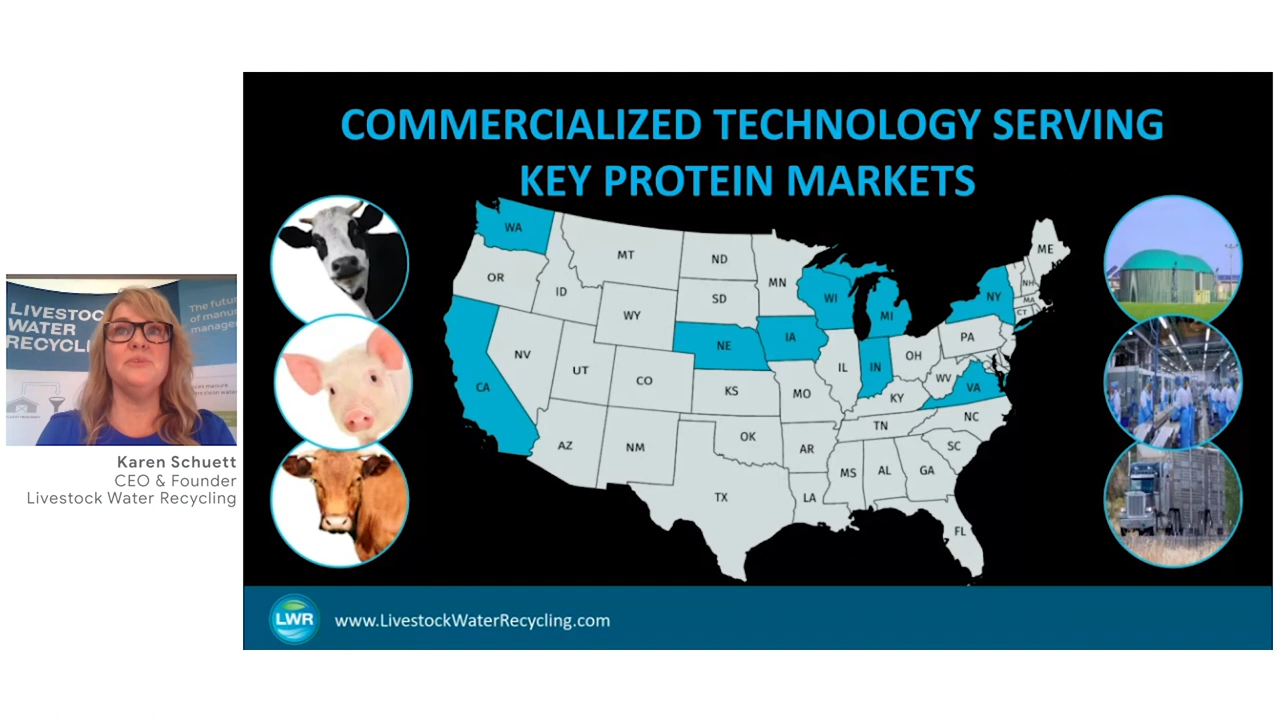 COMMERCIALIZED TECHNOLOGY SERVING
KEY PROTEIN MARKETS
WA
MT
ND
MN
ME
OR
ID
SD
WI
MI
NY
NH
MA
CT
WY
NE
IA
PA
NV
UT
CO
IL
IN
OH
CA
KS
MO
KY
WV
VA
AZ
NM
OK
AR
TN
NC
SC
TX
LA
MS
AL
GA
FL
LIVESTOCK
WATER
RECYCLI
The futur
of manu
manage
Karen Schuett
CEO & Founder
Livestock Water Recycling
LWR
www.LivestockWaterRecycling.com